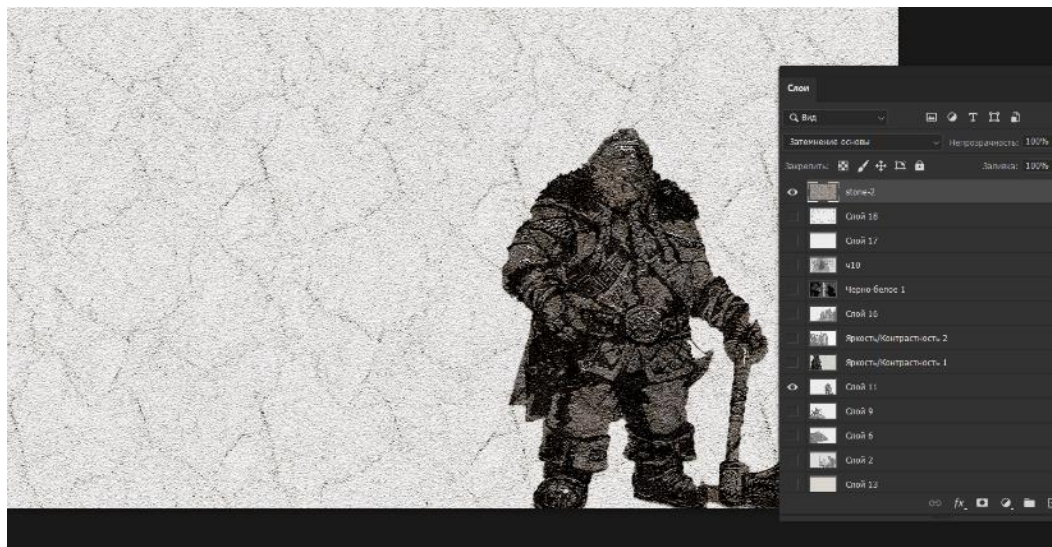 Слои
Вид
Затемнение основы Непрозрачность: 100%
Закрепить: Заливка: 100%
stone-2
Слой 18
Слой 17
ч10
Черно-белое 1
Слой 16
Яркость/Контрастность 2
Яркость/Контрастность 1
Слой 11
Слой 9
Слой 6
Слой 2
Слой 13
fx